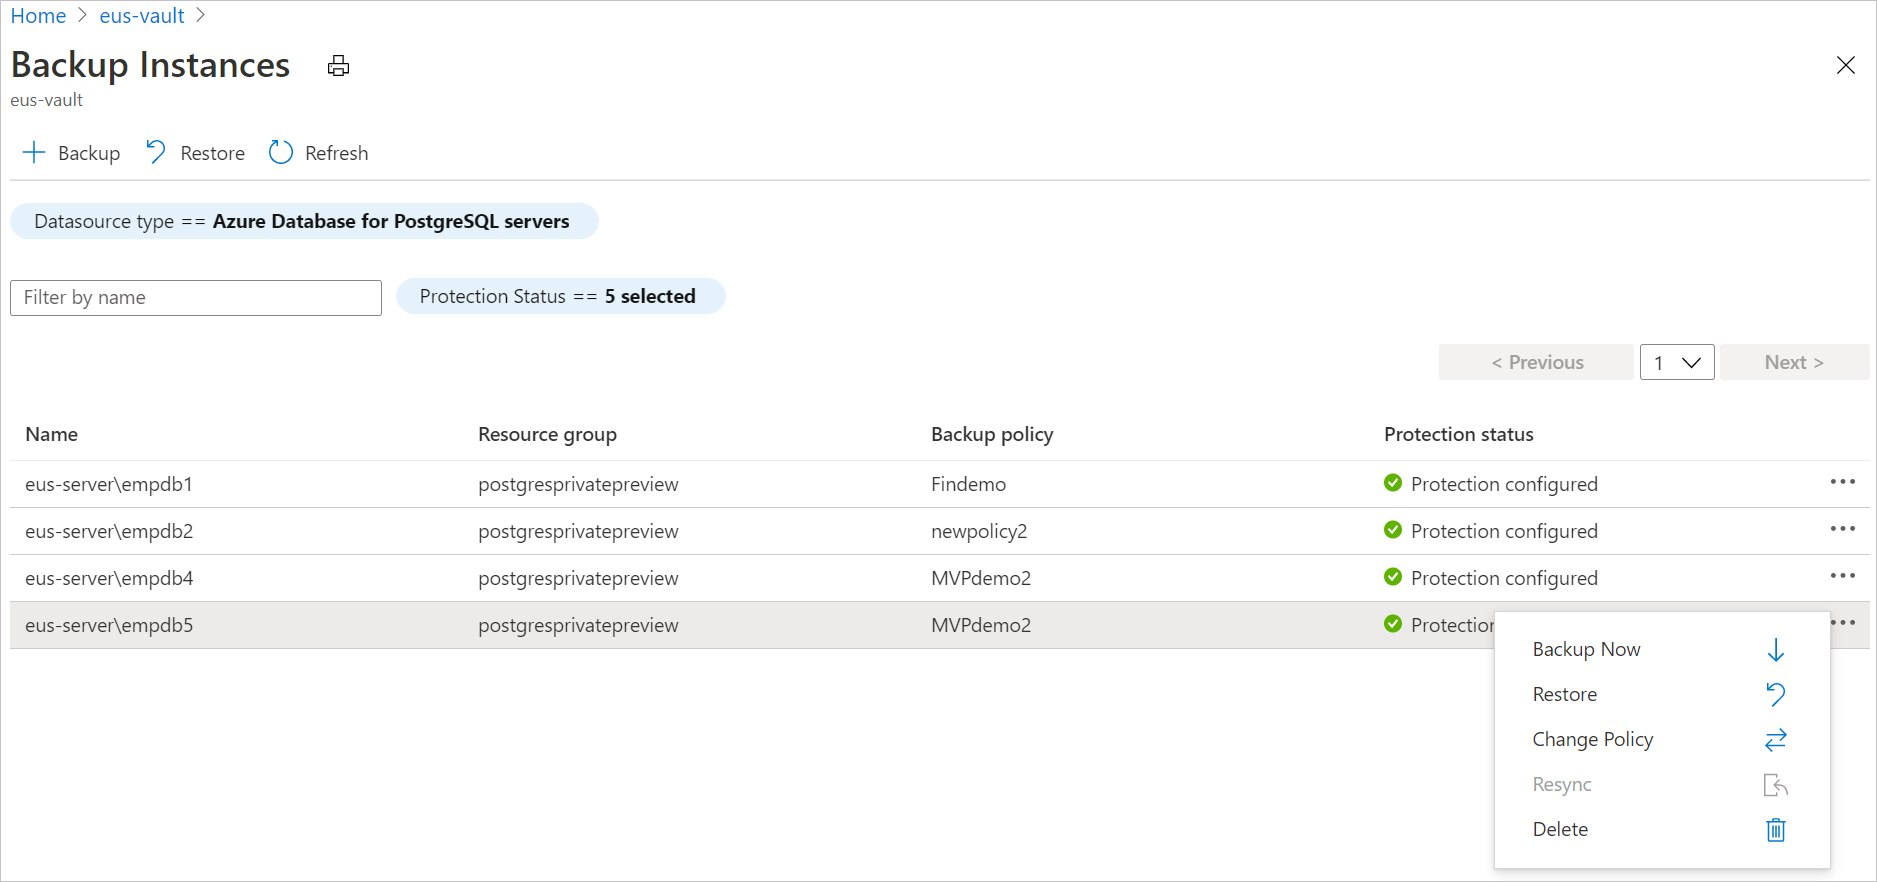 Home > eus-vault >
Backup Instances
eus-vault
Backup Restore Refresh
Datasource type == Azure Database for PostgreSQL servers
Filter by name Protection Status == 5 selected
< Previous 1 Next >
Name Resource group Backup policy Protection status
eus-server\empdb1 postgresprivatepreview Findemo Protection configured ...
eus-server\empdb2 postgresprivatepreview newpolicy2 Protection configured ...
eus-server\empdb4 postgresprivatepreview MVPdemo2 Protection configured ...
eus-server\empdb5 postgresprivatepreview MVPdemo2 Protection ...
Backup Now
Restore
Change Policy
Resync
Delete